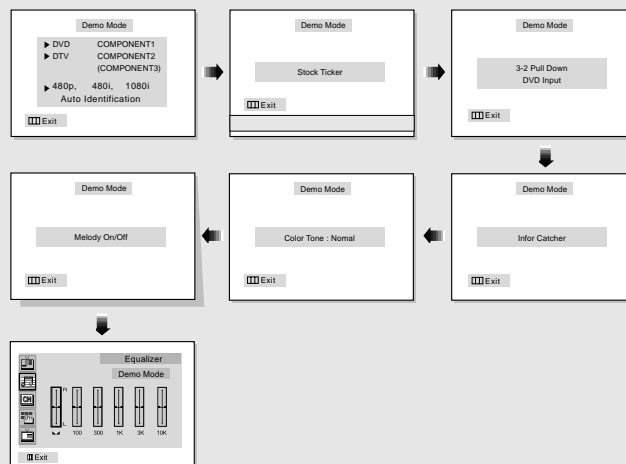 Demo Mode
DVD COMPONENT1
DTV COMPONENT2
(COMPONENT3)
480p, 480i, 1080i
Auto Identification
Exit
Demo Mode
Stock Ticker
Exit
Demo Mode
3-2 Pull Down
DVD Input
Exit
Demo Mode
Melody On/Off
Exit
Demo Mode
Color Tone : Nomal
Exit
Demo Mode
Infor Catcher
Exit
Equalizer
Demo Mode
CH
R
L
100 300 1K 3K 10K
Exit